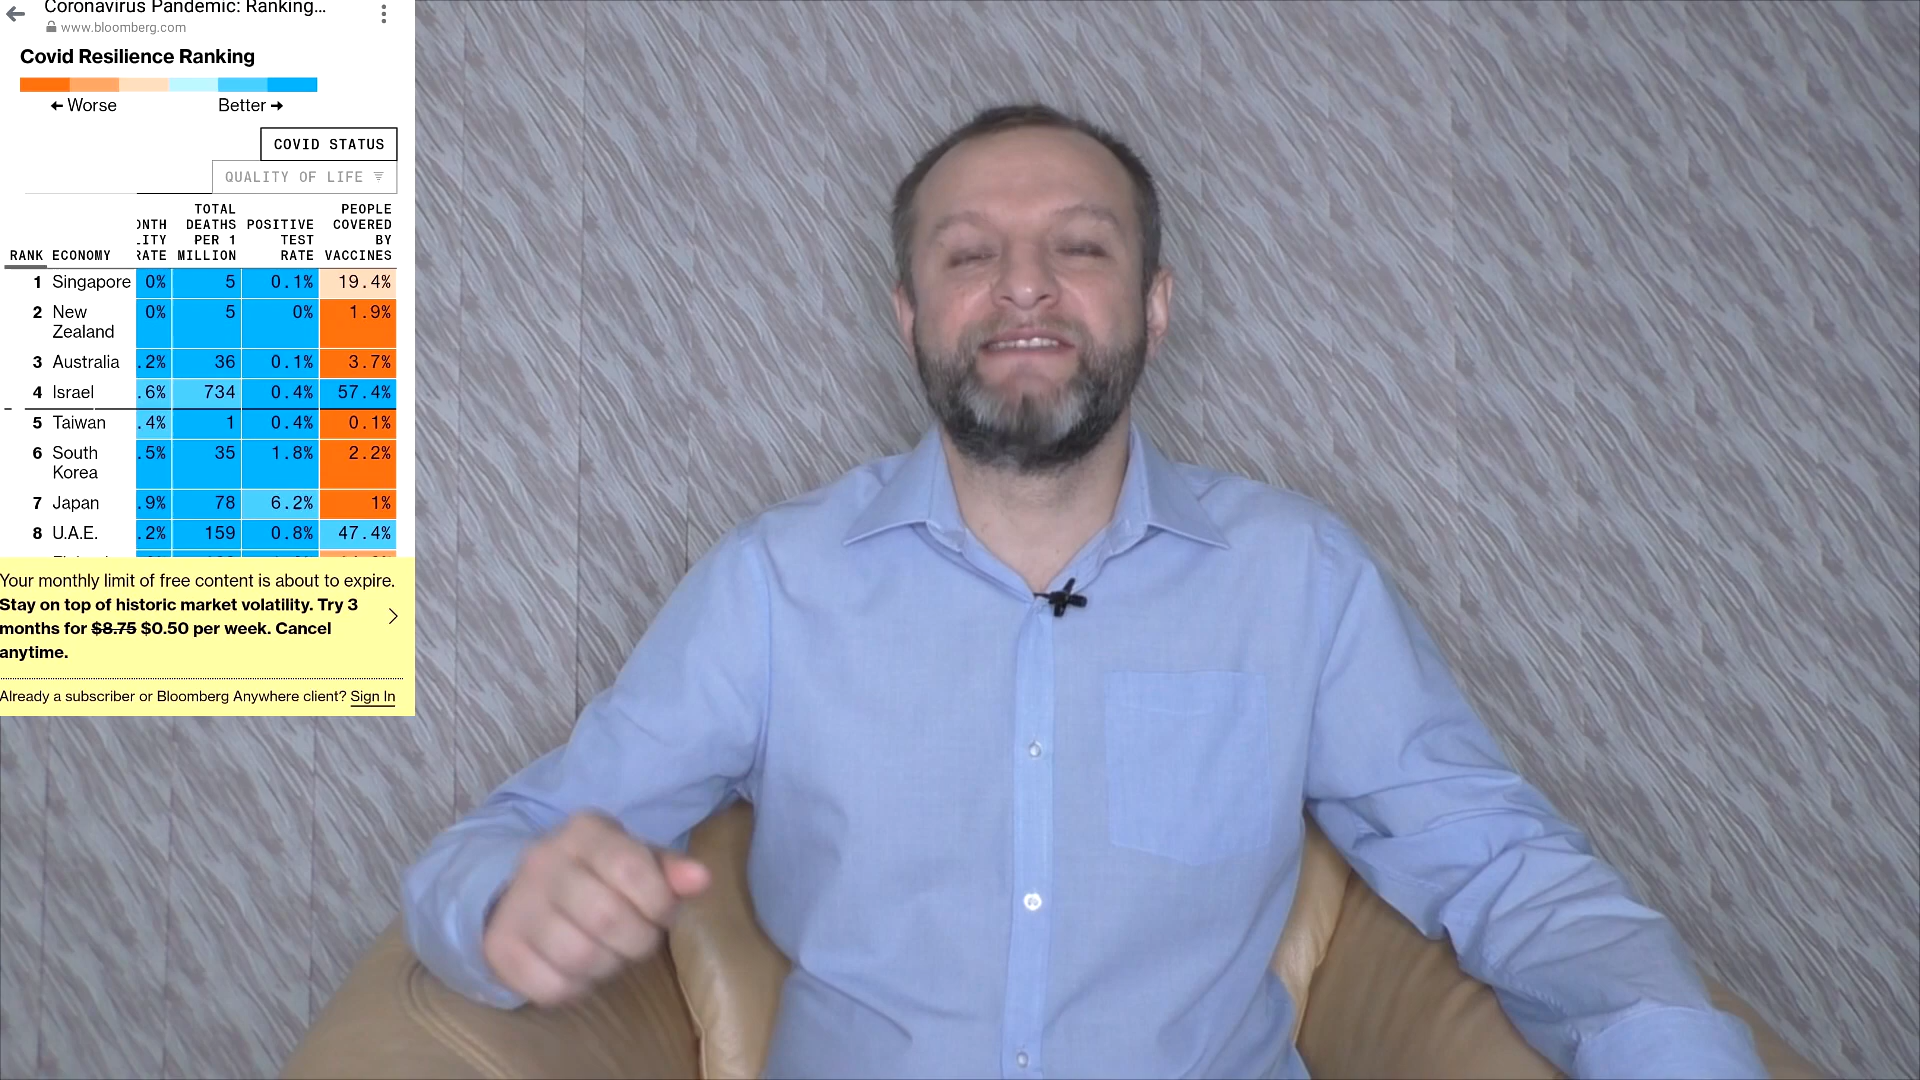 Coronavirus Pandemic: Ranking...
www.bloomberg.com
Covid Resilience Ranking
← Worse Better →
COVID STATUS
QUALITY OF LIFE
TOTAL PEOPLE
ONTH DEATHS POSITIVE COVERED
LITY PER 1 TEST BY
RANK ECONOMY RATE MILLION RATE VACCINES
1 Singapore 0% 5 0.1% 19.4%
2 New 0% 5 0% 1.9%
Zealand
3 Australia .2% 36 0.1% 3.7%
4 Israel .6% 734 0.4% 57.4%
5 Taiwan .4% 1 0.4% 0.1%
6 South .5% 35 1.8% 2.2%
Korea
7 Japan .9% 78 6.2% 1%
8 U.A.E. .2% 159 0.8% 47.4%
Your monthly limit of free content is about to expire.
Stay on top of historic market volatility. Try 3
months for $8.75 $0.50 per week. Cancel
anytime.
Already a subscriber or Bloomberg Anywhere client? Sign In